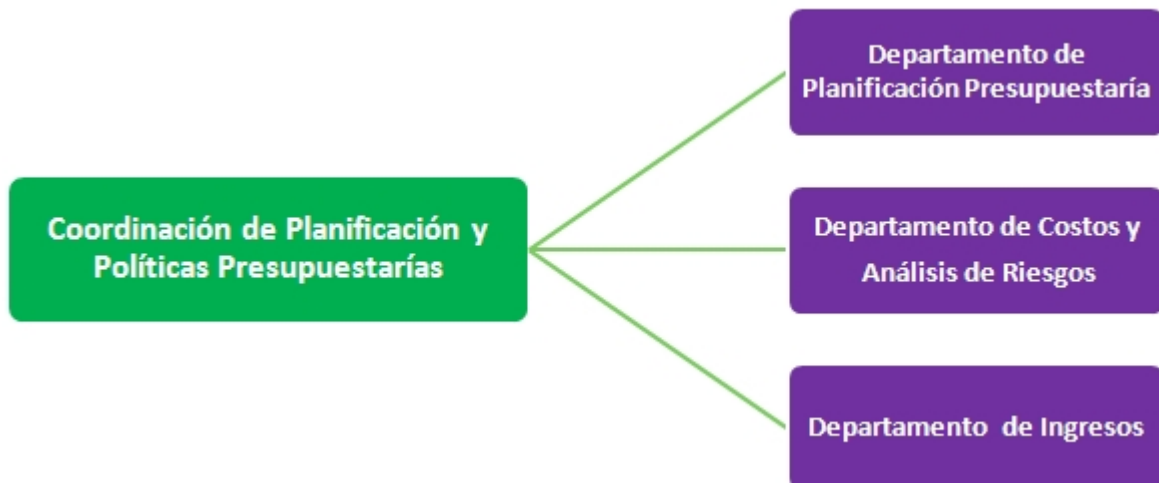 Coordinación de Planificación y
Políticas Presupuestarías
Departamento de
Planificación Presupuestaría
Departamento de Costos y
Análisis de Riesgos
Departamento de Ingresos